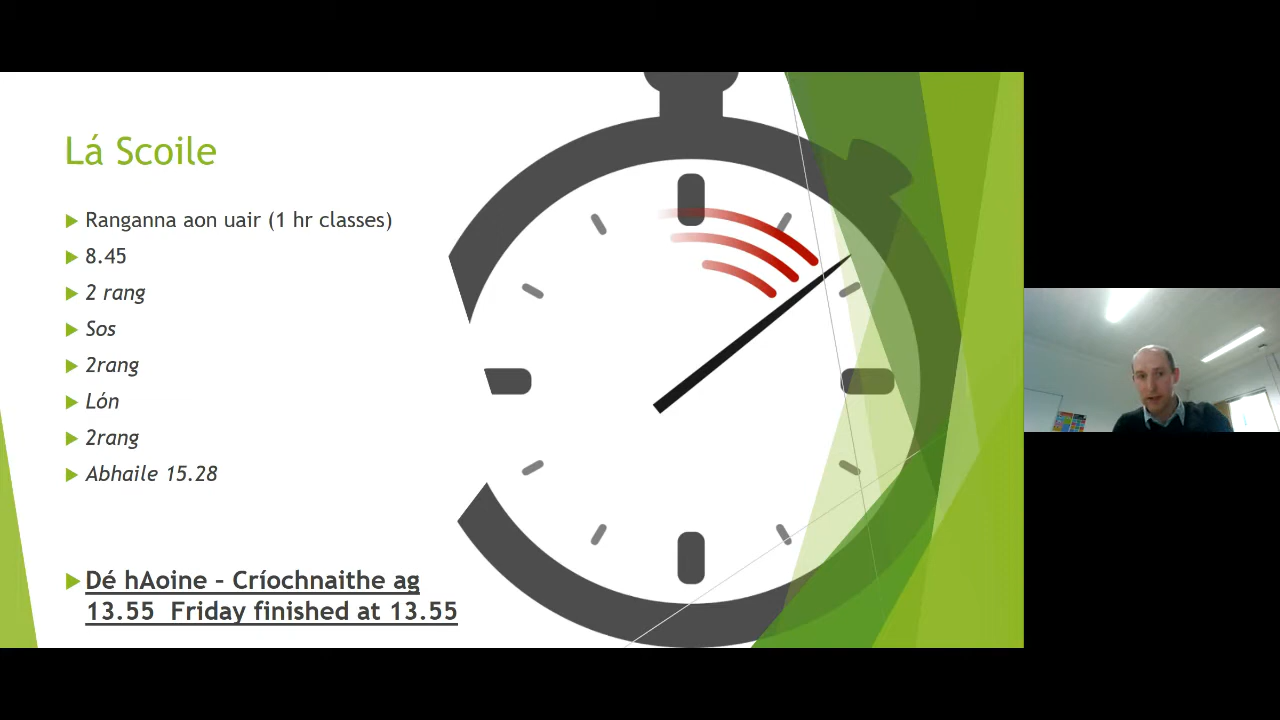 Lá Scoile
Ranganna aon uair (1 hr classes)
8.45
2 rang
Sos
2rang
Lón
2rang
Abhaile 15.28
Dé hAoine – Críochnaithe ag
13.55 Friday finished at 13.55